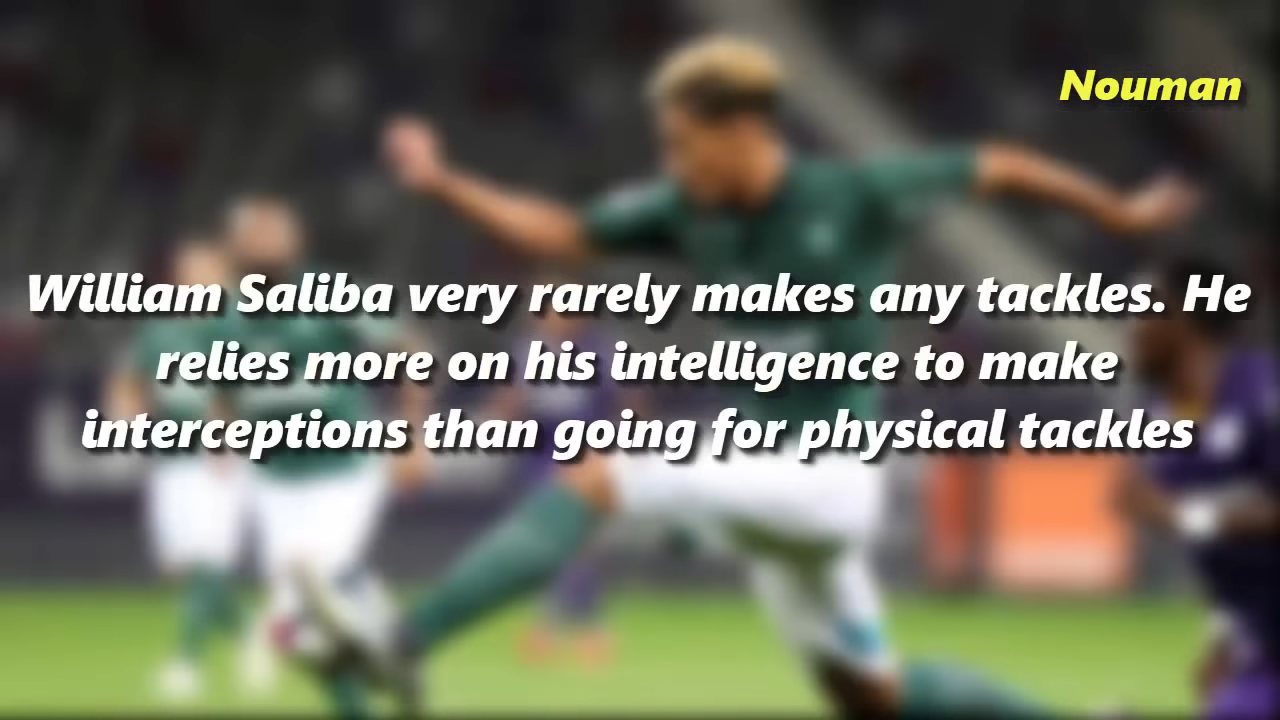 Nouman
William Saliba very rarely makes any tackles. He
relies more on his intelligence to make
interceptions than going for physical tackles